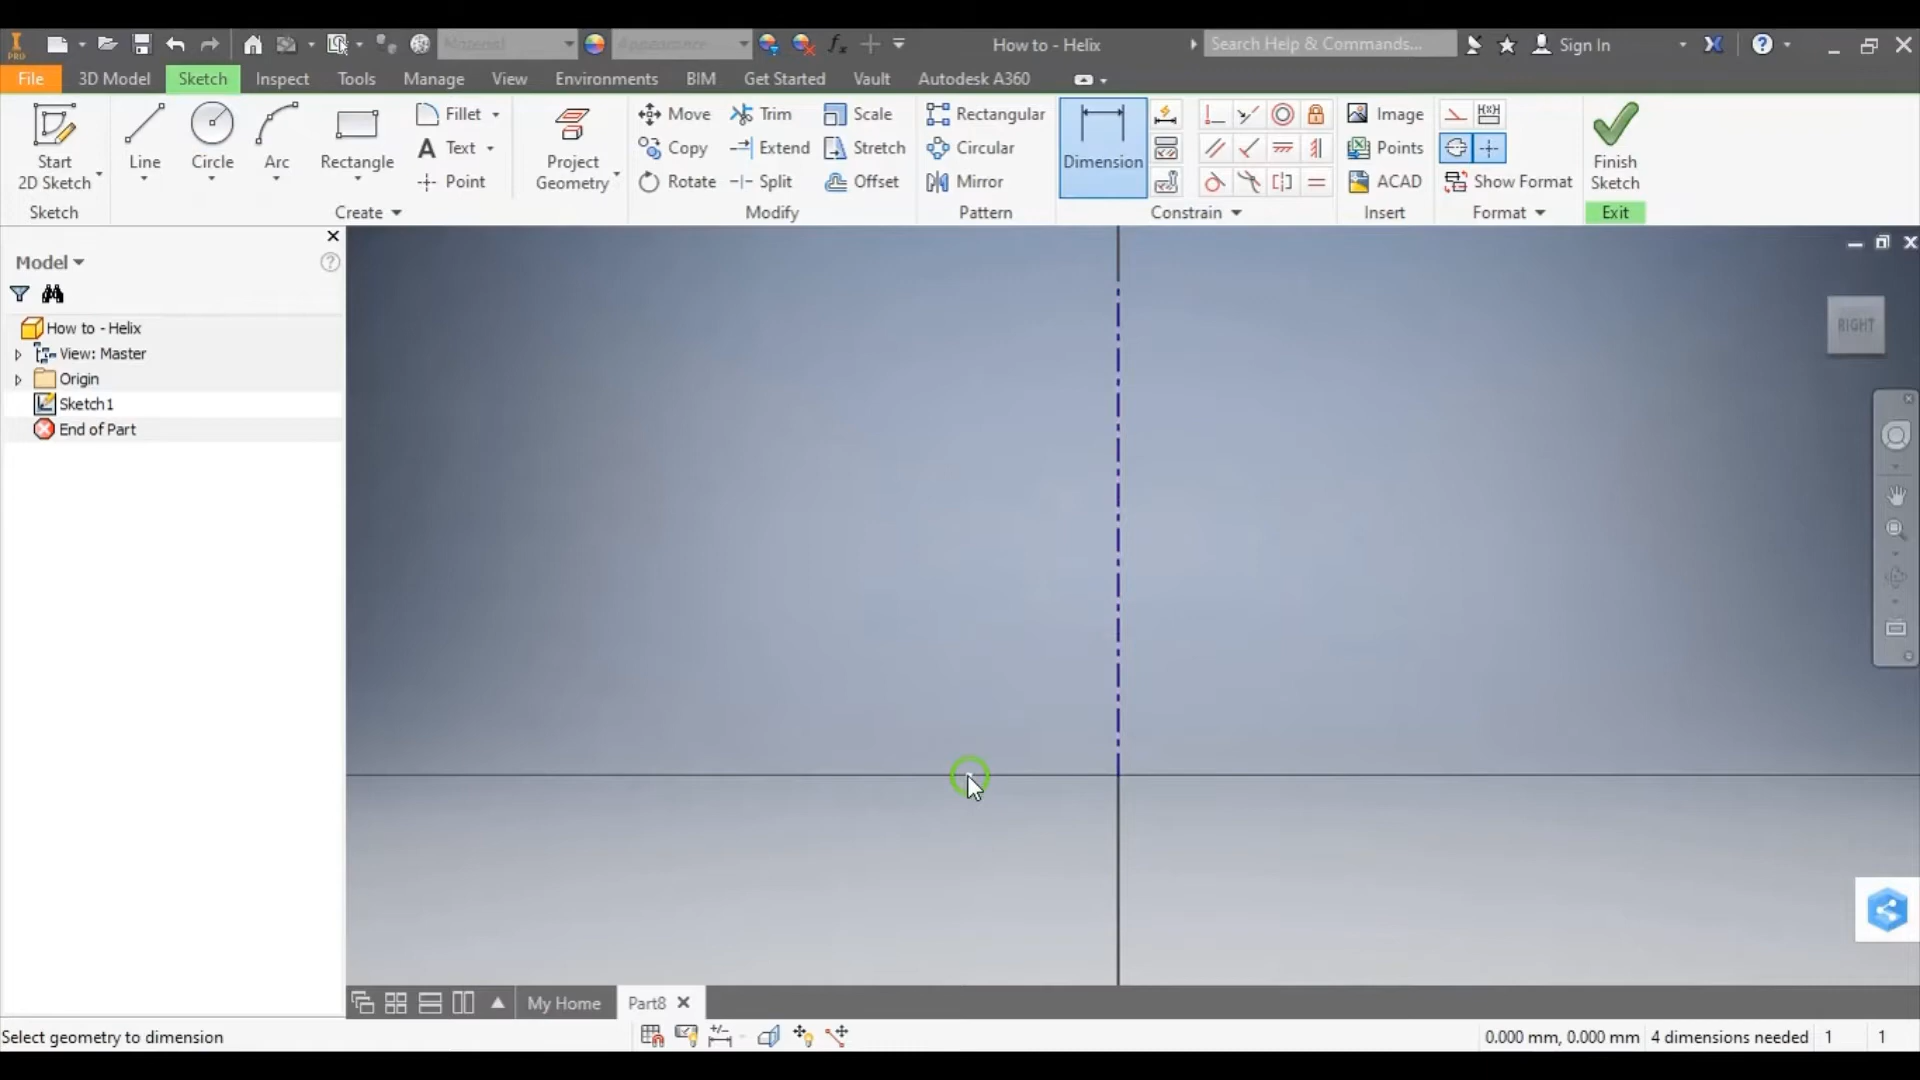 PRO
Material
Appearance
How to - Helix
Search Help & Commands...
Sign In
File
3D Model
Sketch
Inspect
Tools
Manage
View
Environments
BIM
Get Started
Vault
Autodesk A360
Start
2D Sketch
Line
Circle
Arc
Rectangle
Fillet
Text
Point
Project
Geometry
Move
Copy
Rotate
Trim
Extend
Split
Scale
Stretch
Offset
Rectangular
Circular
Mirror
Dimension
Image
Points
ACAD
Show Format
Finish
Sketch
Sketch
Create
Modify
Pattern
Constrain
Insert
Format
Exit
Model
How to - Helix
View: Master
Origin
Sketch1
End of Part
RIGHT
My Home
Part8
Select geometry to dimension
0.000 mm, 0.000 mm
4 dimensions needed
1
1